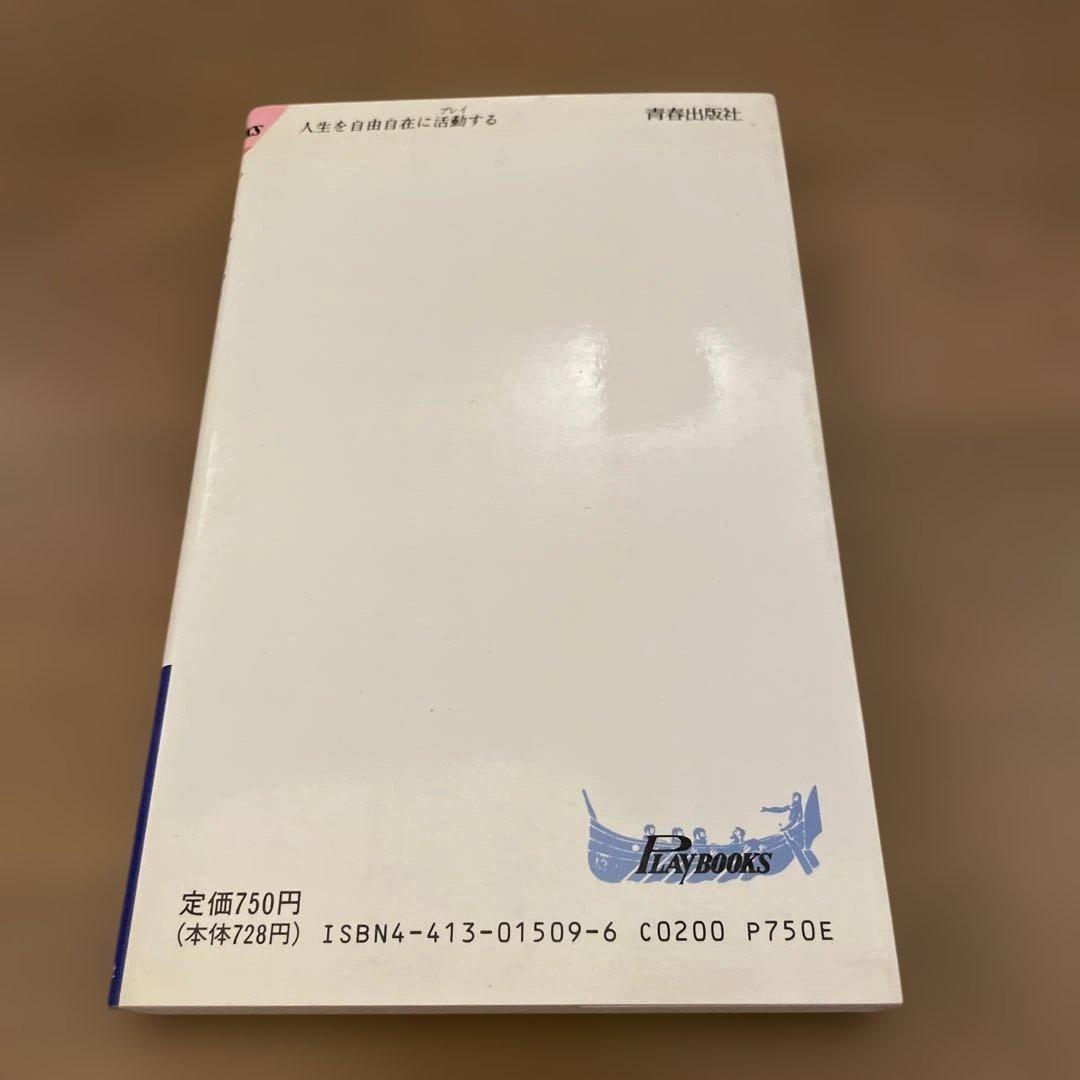 プレイ
人生を自由自在に活動する
青春出版社
PLAYBOOKS
定価750円
(本体728円) ISBN4-413-01509-6 C0200 P750E